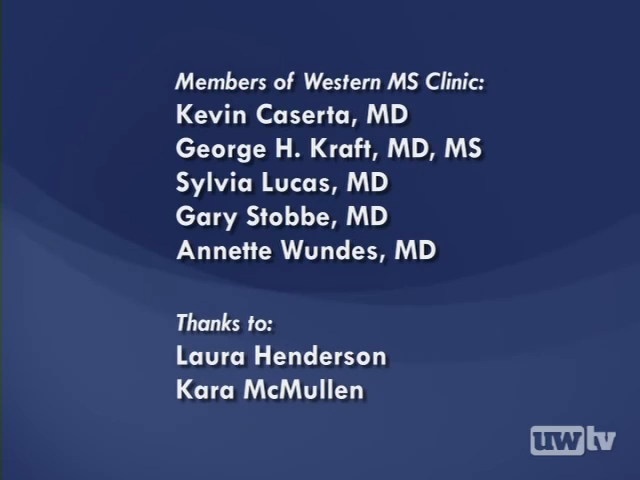 Members of Western MS Clinic:
Kevin Caserta, MD
George H. Kraft, MD, MS
Sylvia Lucas, MD
Gary Stobbe, MD
Annette Wundes, MD
Thanks to:
Laura Henderson
Kara McMullen
uwtv